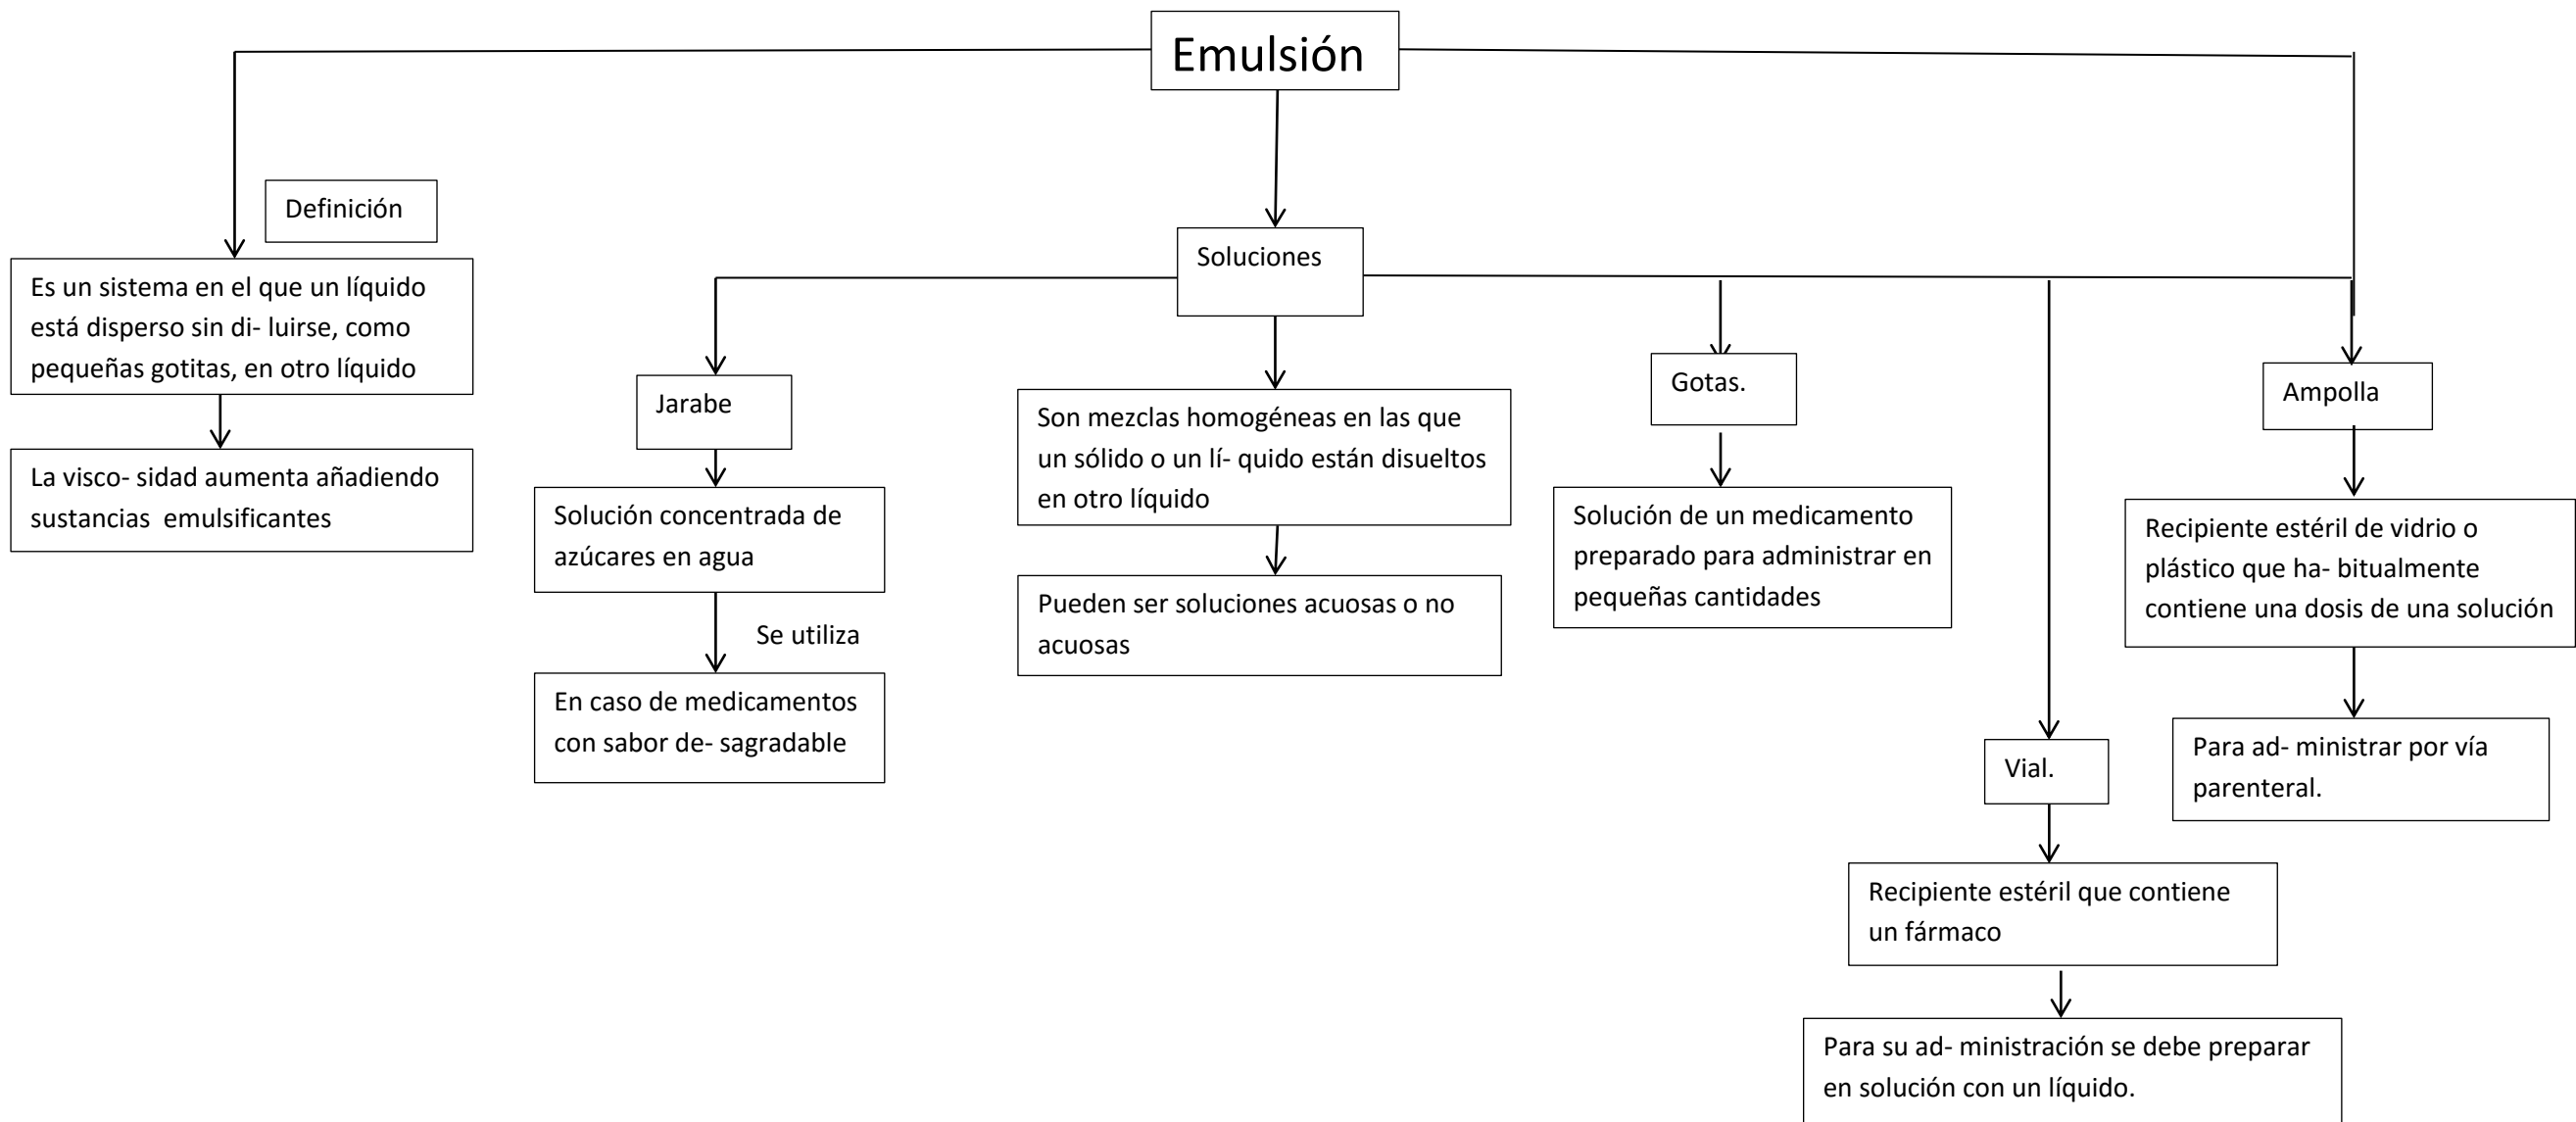 Emulsión
Definición
Es un sistema en el que un líquido
está disperso sin di- luirse, como
pequeñas gotitas, en otro líquido
La visco- sidad aumenta añadiendo
sustancias  emulsificantes
Soluciones
Jarabe
Solución concentrada de
azúcares en agua
Se utiliza
En caso de medicamentos
con sabor de- sagradable
Son mezclas homogéneas en las que
un sólido o un lí- quido están disueltos
en otro líquido
Pueden ser soluciones acuosas o no
acuosas
Gotas.
Solución de un medicamento
preparado para administrar en
pequeñas cantidades
Vial.
Recipiente estéril que contiene
un fármaco
Para su ad- ministración se debe preparar
en solución con un líquido.
Ampolla
Recipiente estéril de vidrio o
plástico que ha- bitualmente
contiene una dosis de una solución
Para ad- ministrar por vía
parenteral.